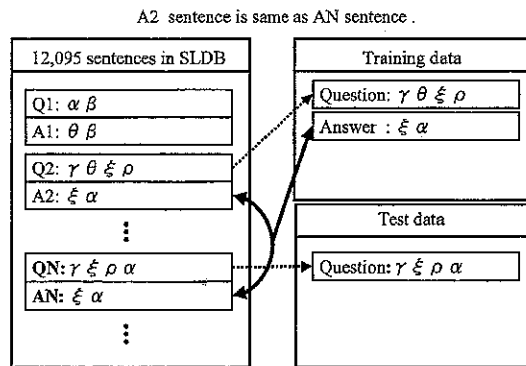 A2 sentence is same as AN sentence .
12,095 sentences in SLDB
Q1: α β
A1: θ β
Q2: γ θ ξ ρ
A2: ξ α
QN: γ ξ ρ α
AN: ξ α
Training data
Question: γ θ ξ ρ
Answer : ξ α
Test data
Question: γ ξ ρ α